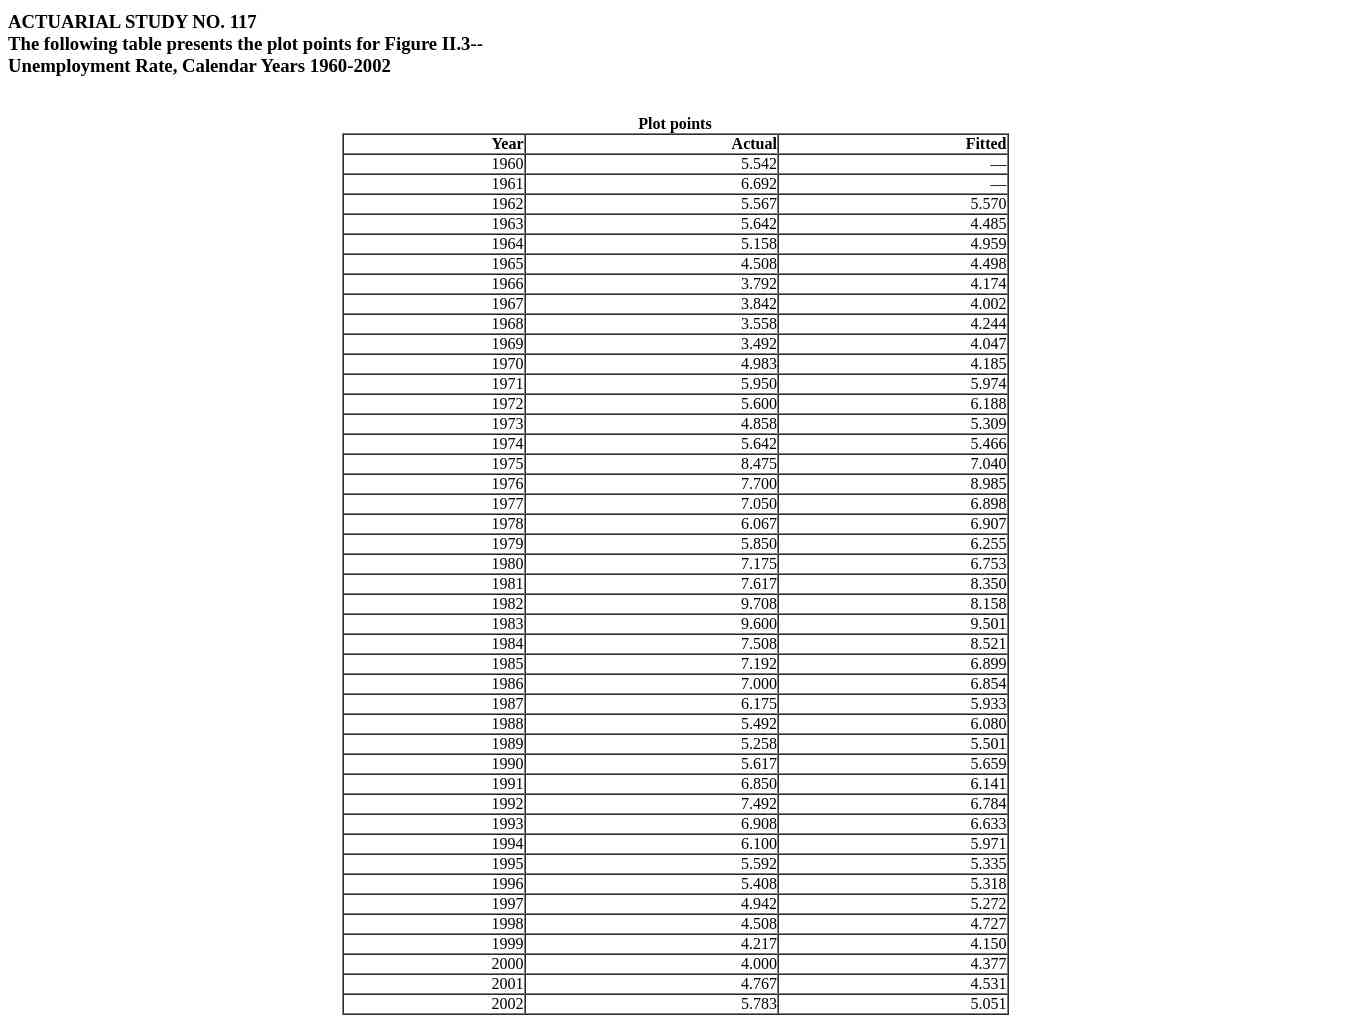 ACTUARIAL STUDY NO. 117
The following table presents the plot points for Figure II.3--
Unemployment Rate, Calendar Years 1960-2002
Plot points
Year Actual Fitted
1960 5.542 —
1961 6.692 —
1962 5.567 5.570
1963 5.642 4.485
1964 5.158 4.959
1965 4.508 4.498
1966 3.792 4.174
1967 3.842 4.002
1968 3.558 4.244
1969 3.492 4.047
1970 4.983 4.185
1971 5.950 5.974
1972 5.600 6.188
1973 4.858 5.309
1974 5.642 5.466
1975 8.475 7.040
1976 7.700 8.985
1977 7.050 6.898
1978 6.067 6.907
1979 5.850 6.255
1980 7.175 6.753
1981 7.617 8.350
1982 9.708 8.158
1983 9.600 9.501
1984 7.508 8.521
1985 7.192 6.899
1986 7.000 6.854
1987 6.175 5.933
1988 5.492 6.080
1989 5.258 5.501
1990 5.617 5.659
1991 6.850 6.141
1992 7.492 6.784
1993 6.908 6.633
1994 6.100 5.971
1995 5.592 5.335
1996 5.408 5.318
1997 4.942 5.272
1998 4.508 4.727
1999 4.217 4.150
2000 4.000 4.377
2001 4.767 4.531
2002 5.783 5.051